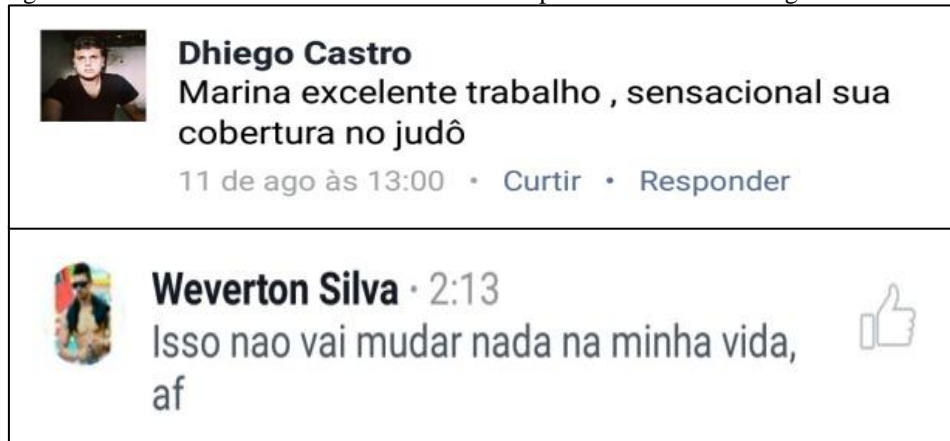 Dhiego Castro
Marina excelente trabalho , sensacional sua
cobertura no judô
11 de ago às 13:00 • Curtir • Responder
Weverton Silva · 2:13
Isso nao vai mudar nada na minha vida,
af